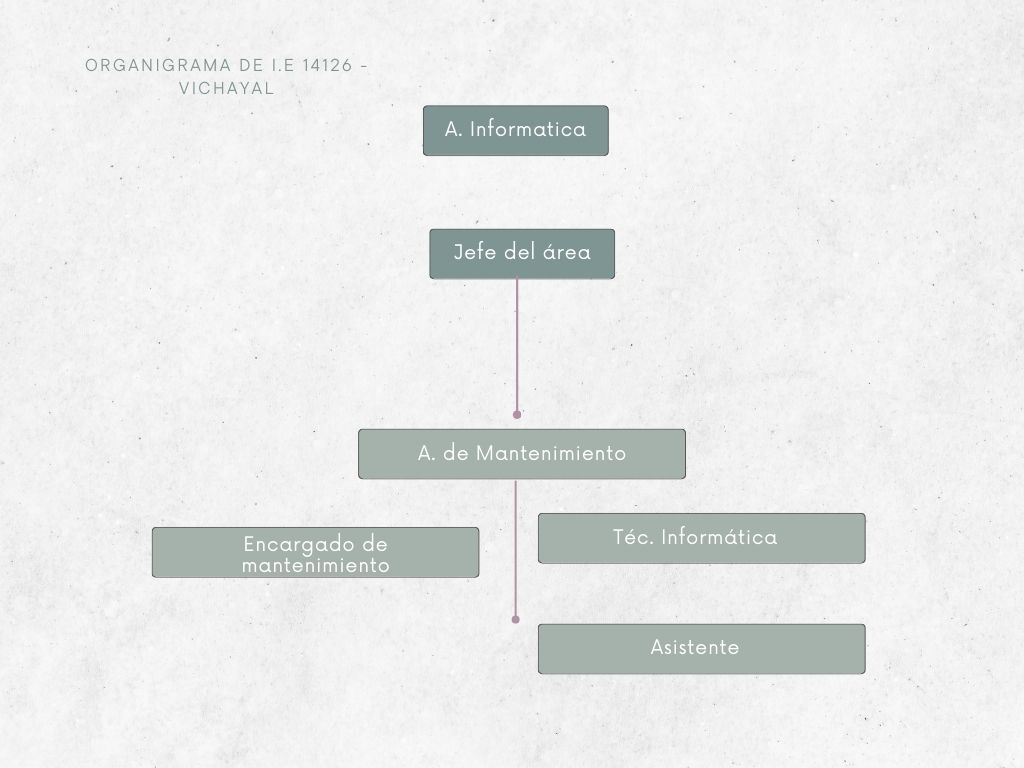 ORGANIGRAMA DE I.E 14126 -
VICHAYAL
A. Informatica
Jefe del área
A. de Mantenimiento
Encargado de
mantenimiento
Téc. Informática
Asistente